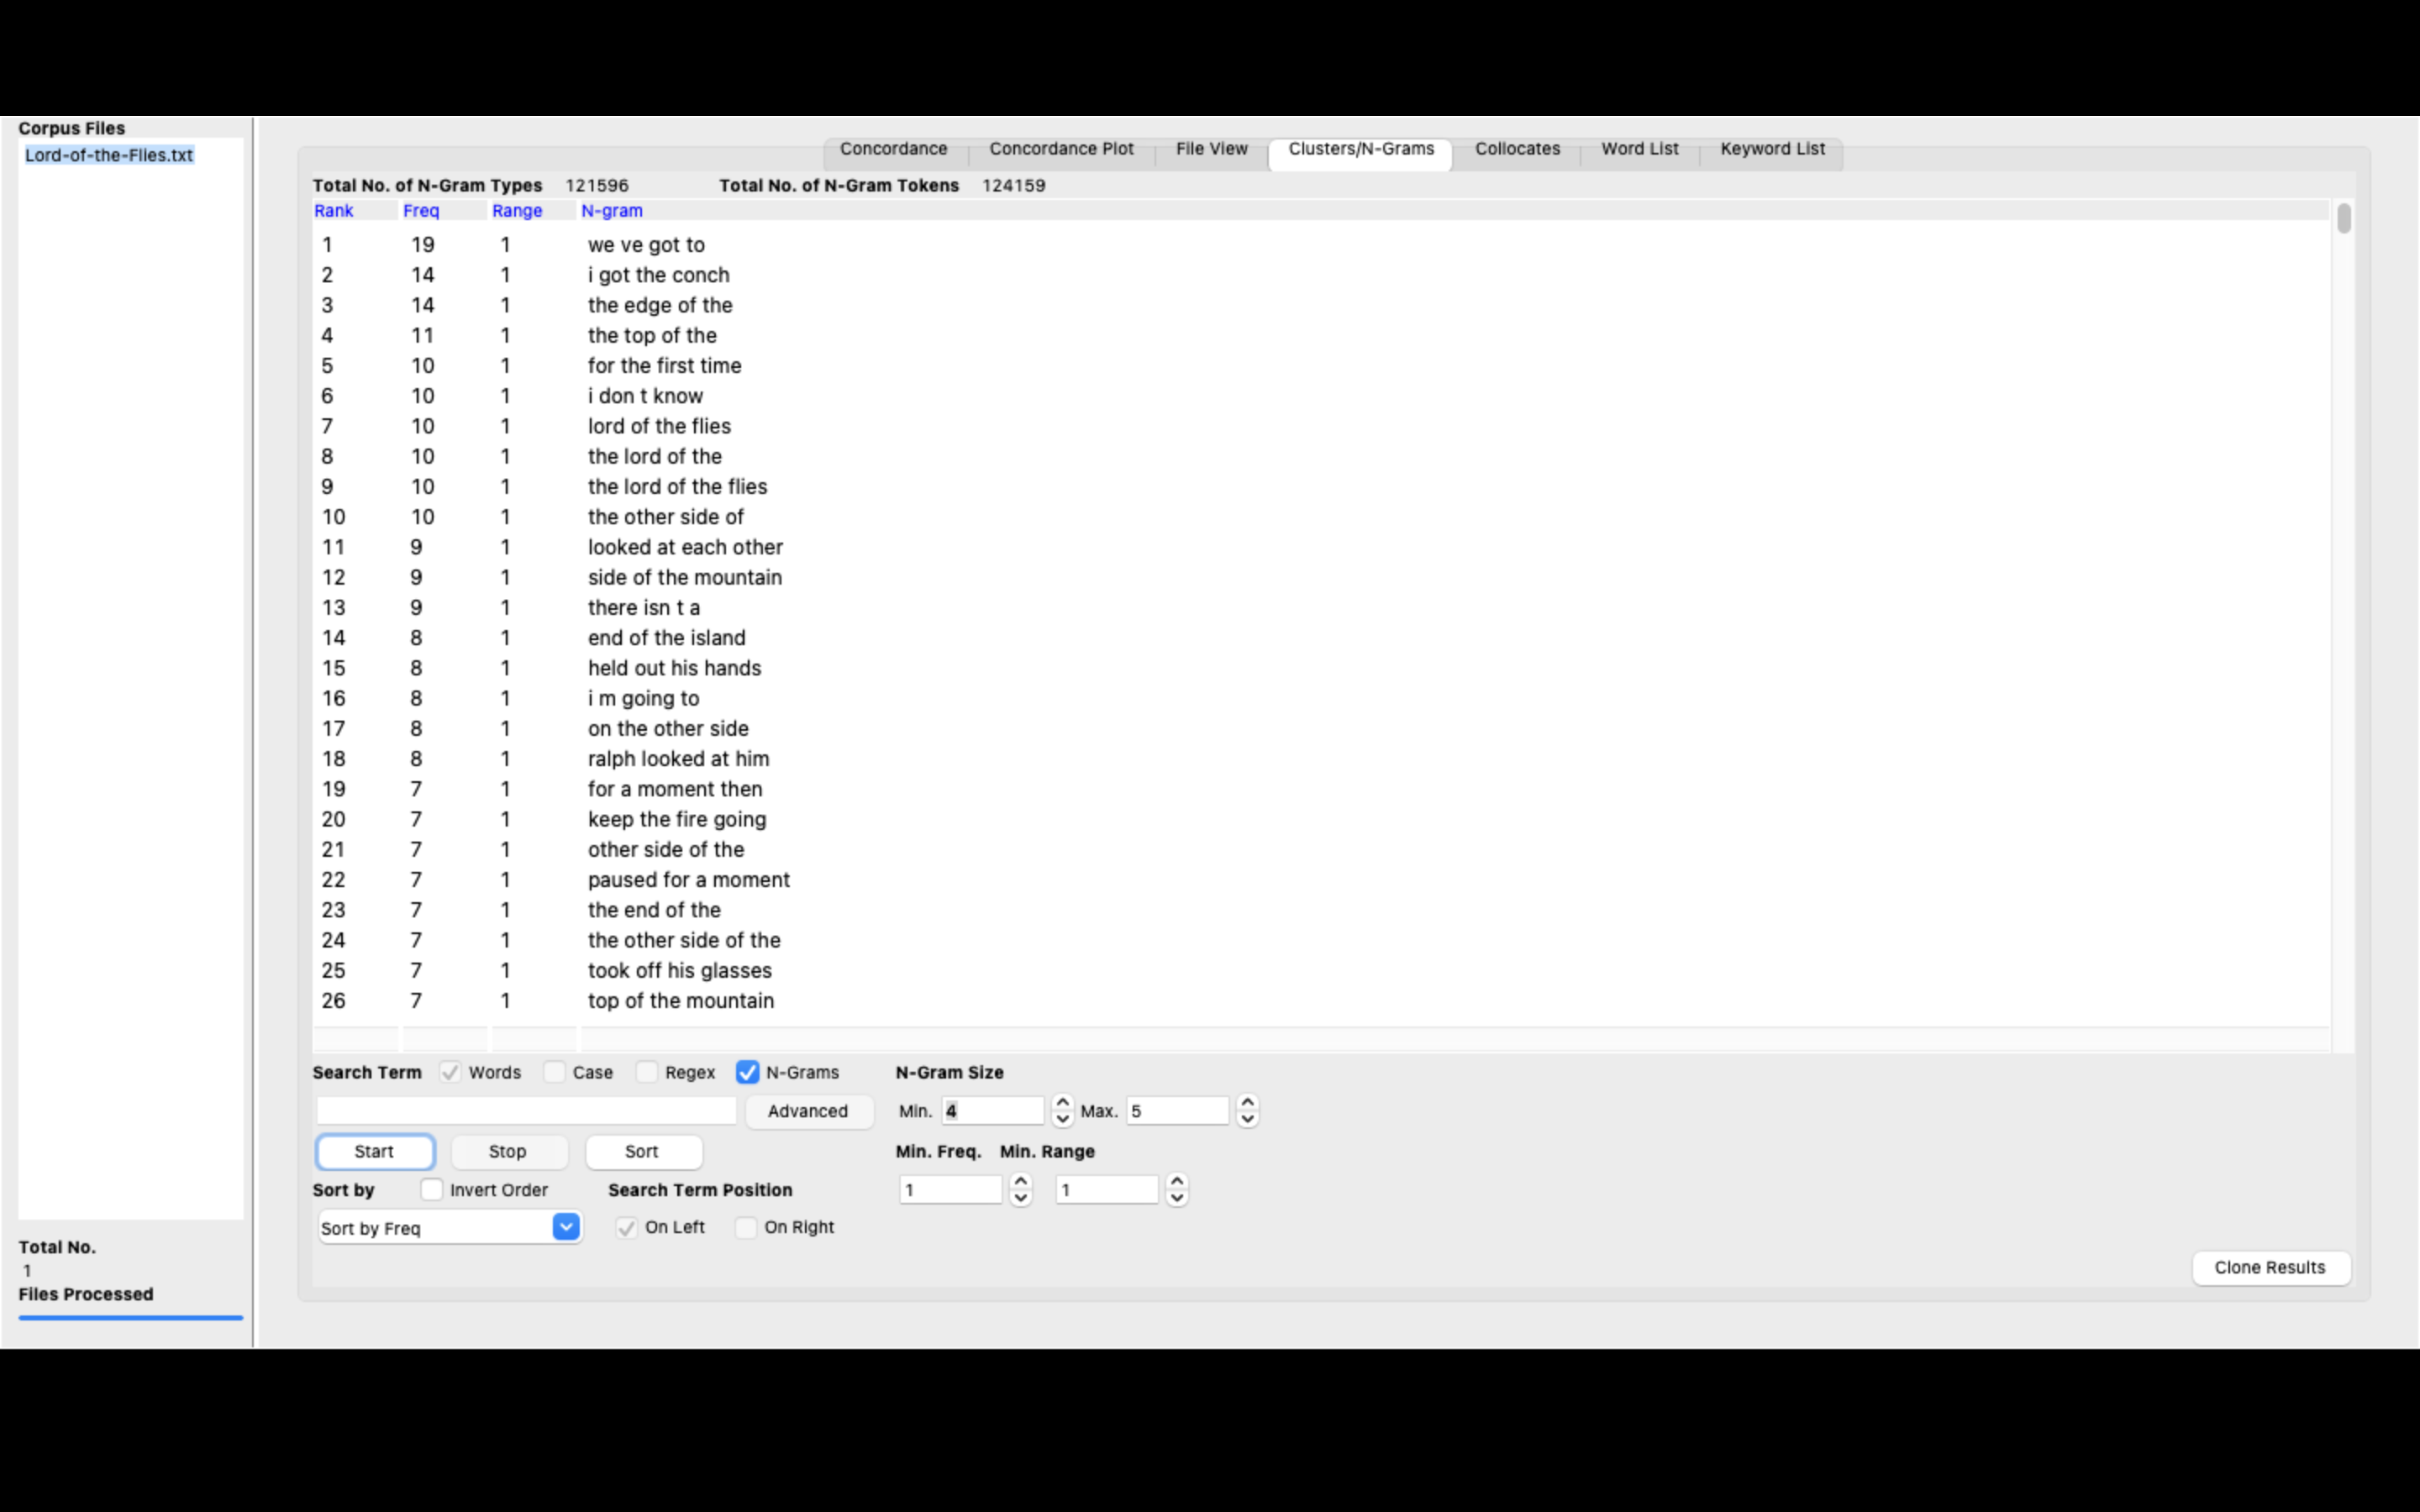 Corpus Files
Lord-of-the-Flies.txt
Concordance Concordance Plot File View Clusters/N-Grams Collocates Word List Keyword List
Total No. of N-Gram Types 121596 Total No. of N-Gram Tokens 124159
Rank Freq Range N-gram
1 19 1 we ve got to
2 14 1 i got the conch
3 14 1 the edge of the
4 11 1 the top of the
5 10 1 for the first time
6 10 1 i don t know
7 10 1 lord of the flies
8 10 1 the lord of the
9 10 1 the lord of the flies
10 10 1 the other side of
11 9 1 looked at each other
12 9 1 side of the mountain
13 9 1 there isn t a
14 8 1 end of the island
15 8 1 held out his hands
16 8 1 i m going to
17 8 1 on the other side
18 8 1 ralph looked at him
19 7 1 for a moment then
20 7 1 keep the fire going
21 7 1 other side of the
22 7 1 paused for a moment
23 7 1 the end of the
24 7 1 the other side of the
25 7 1 took off his glasses
26 7 1 top of the mountain
Search Term Words Case Regex N-Grams N-Gram Size
Advanced Min. 4 Max. 5
Start Stop Sort Min. Freq. Min. Range
Sort by Invert Order Search Term Position 1 1
Sort by Freq On Left On Right
Total No.
1
Files Processed
Clone Results